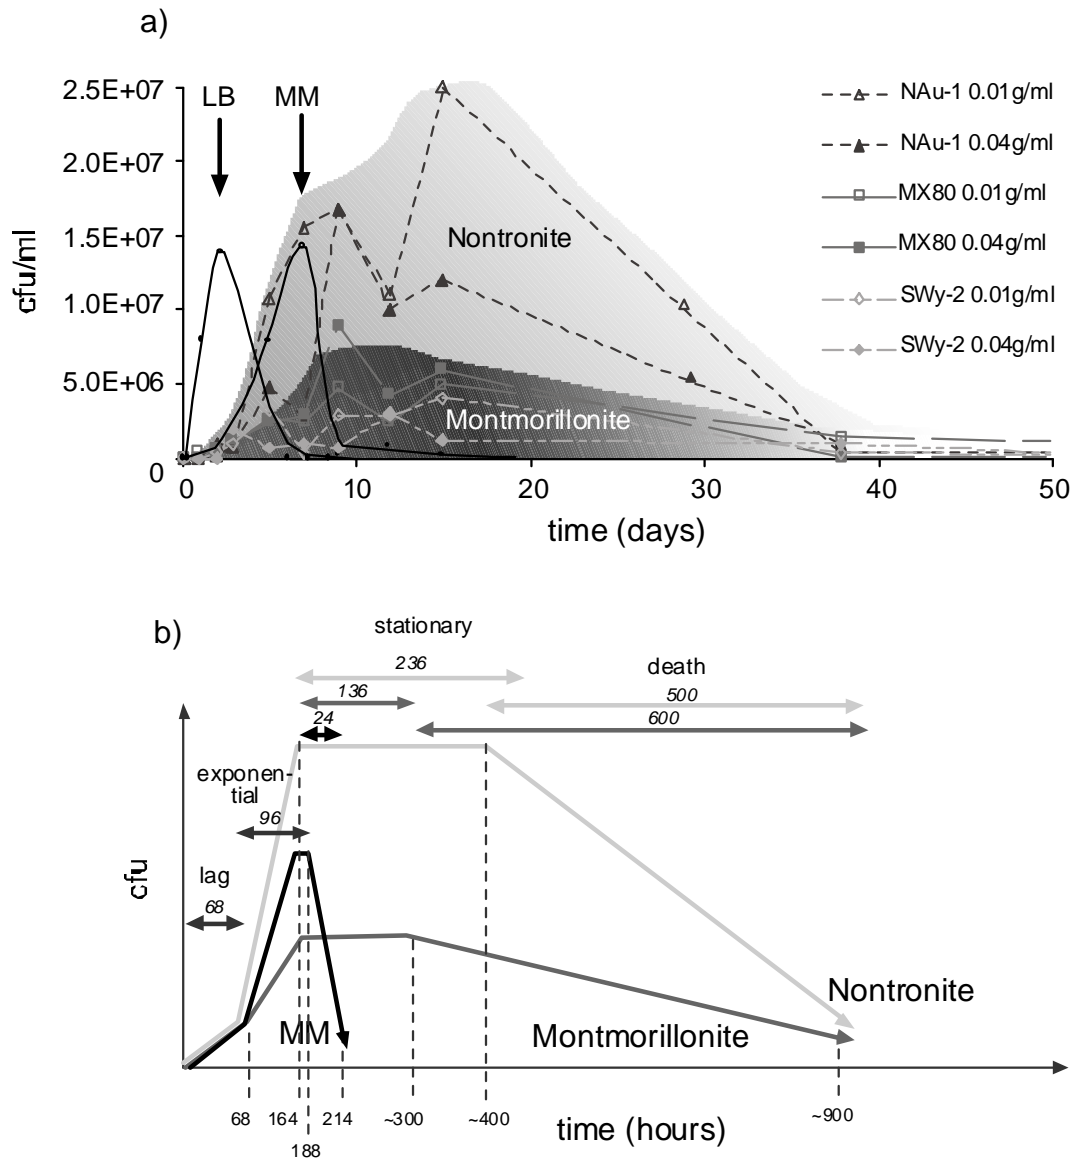 a)
2.5E+07
2.0E+07
1.5E+07
1.0E+07
5.0E+06
0
cfu/ml
LB
MM
Nontronite
Montmorillonite
NAu-1 0.01g/ml
NAu-1 0.04g/ml
MX80 0.01g/ml
MX80 0.04g/ml
SWy-2 0.01g/ml
SWy-2 0.04g/ml
0 10 20 30 40 50
time (days)
b)
stationary
236
death
136
500
24
600
exponen-
tial
96
lag
68
cfu
MM
Nontronite
Montmorillonite
68 164 214 ~300 ~400 ~900
188
time (hours)